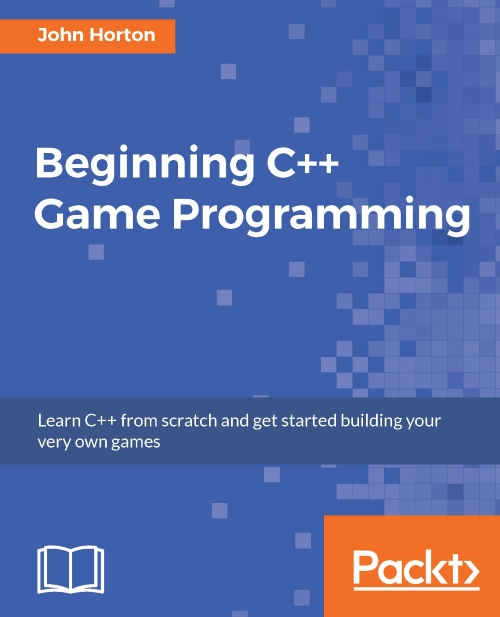 John Horton
Beginning C++
Game Programming
Learn C++ from scratch and get started building your
very own games
Packt>